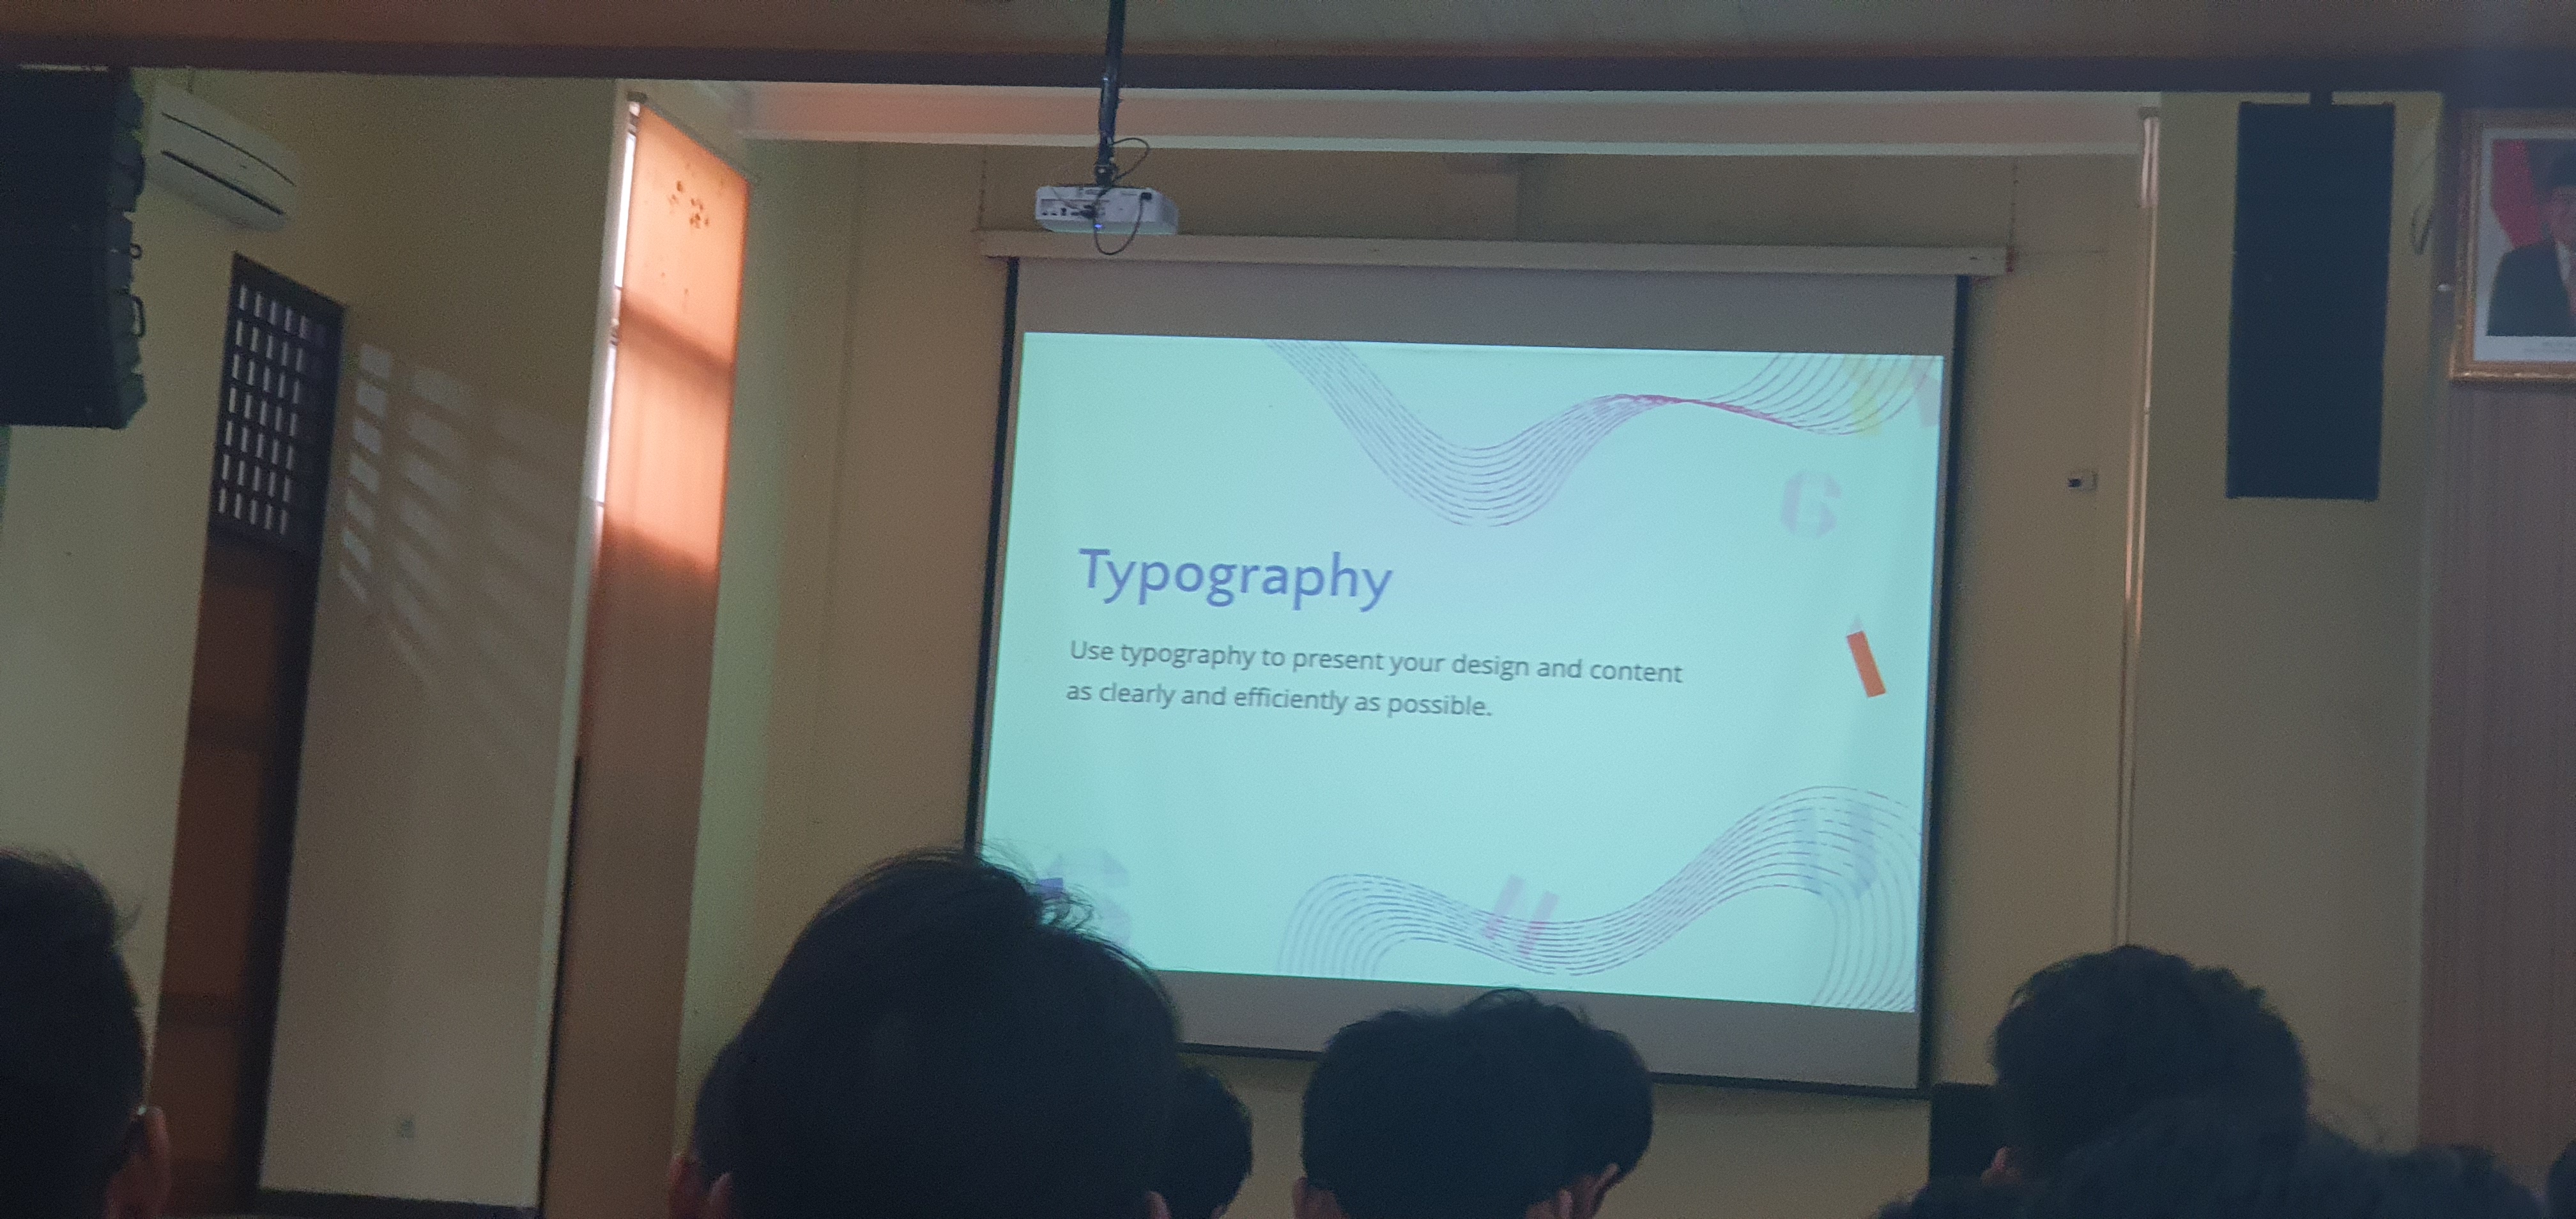 Typography
Use typography to present your design and content
as clearly and efficiently as possible.